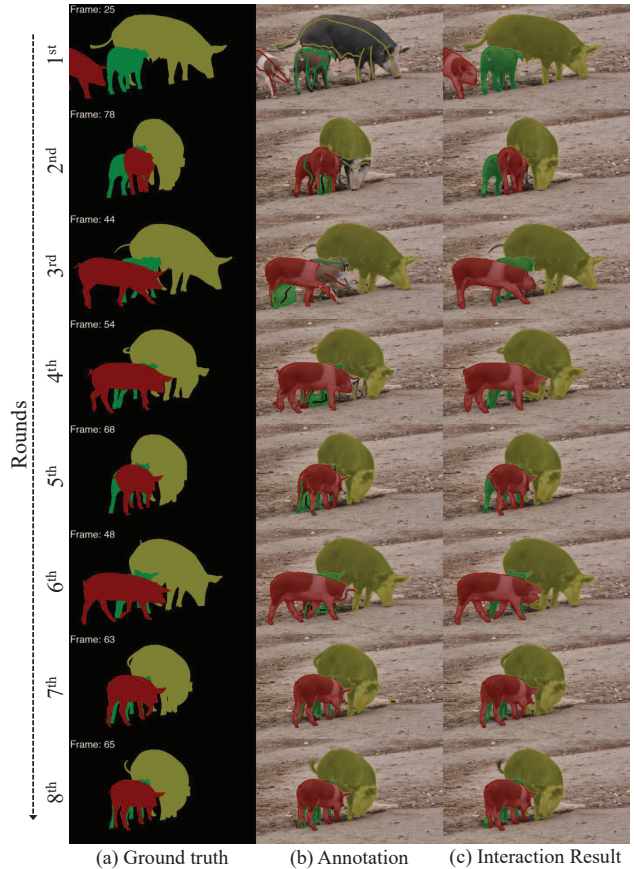 Rounds
1st
Frame: 25
2nd
Frame: 78
3rd
Frame: 44
4th
Frame: 54
5th
Frame: 68
6th
Frame: 48
7th
Frame: 63
8th
Frame: 65
(a) Ground truth
(b) Annotation
(c) Interaction Result